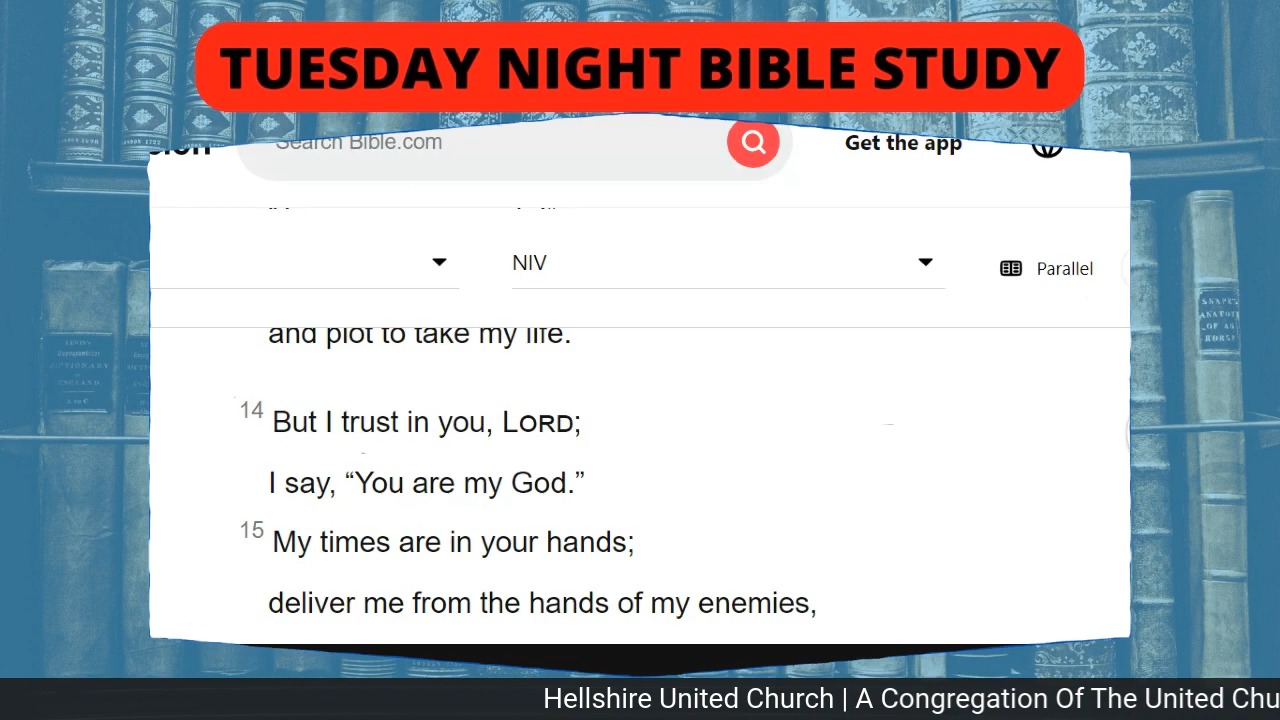 TUESDAY NIGHT BIBLE STUDY
Search Bible.com
Get the app
NIV
Parallel
and plot to take my life.
14 But I trust in you, LORD;
I say, “You are my God.”
15 My times are in your hands;
deliver me from the hands of my enemies,
Hellshire United Church | A Congregation Of The United Chu